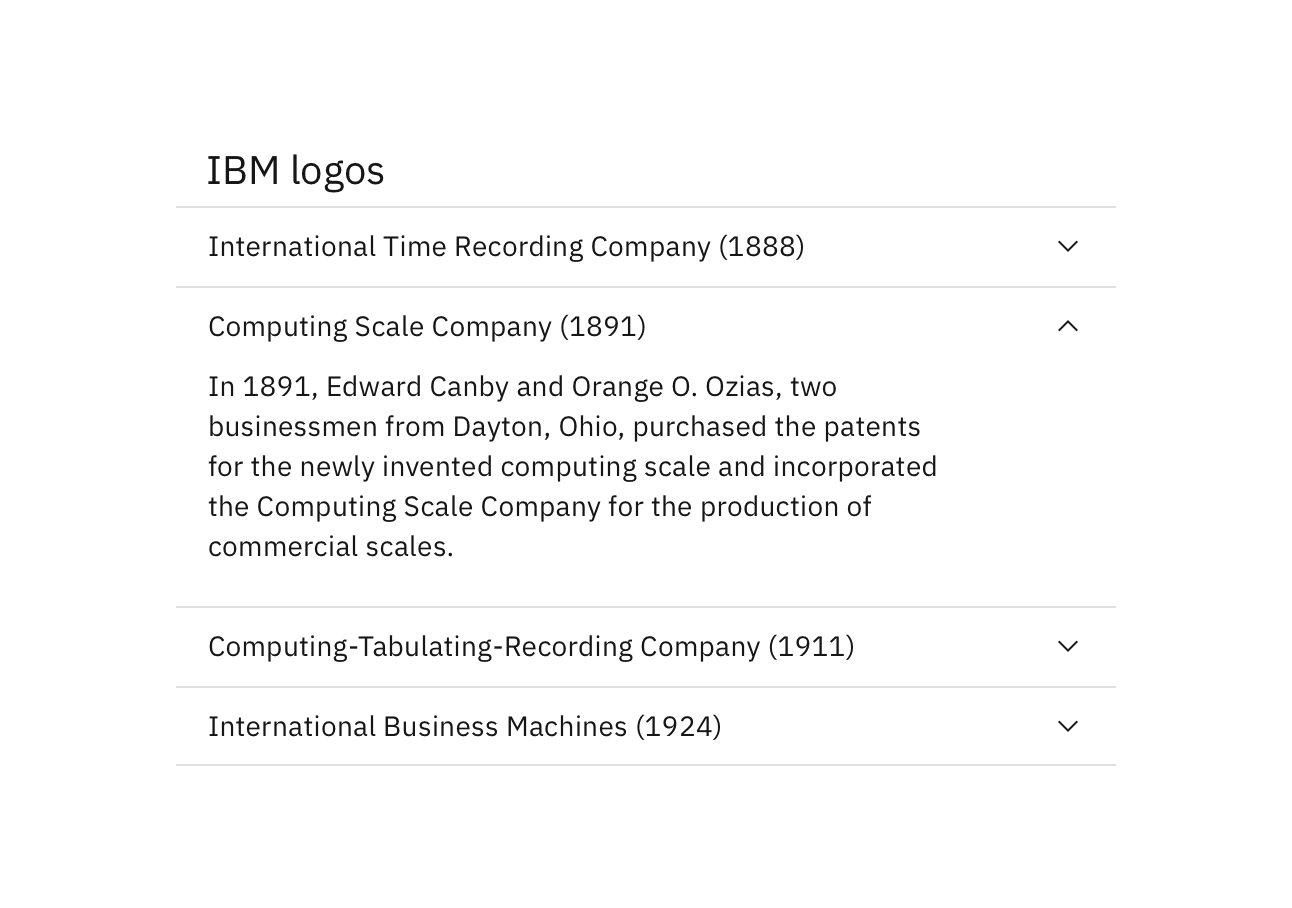 IBM logos
International Time Recording Company (1888)
Computing Scale Company (1891)
In 1891, Edward Canby and Orange O. Ozias, two
businessmen from Dayton, Ohio, purchased the patents
for the newly invented computing scale and incorporated
the Computing Scale Company for the production of
commercial scales.
Computing-Tabulating-Recording Company (1911)
International Business Machines (1924)